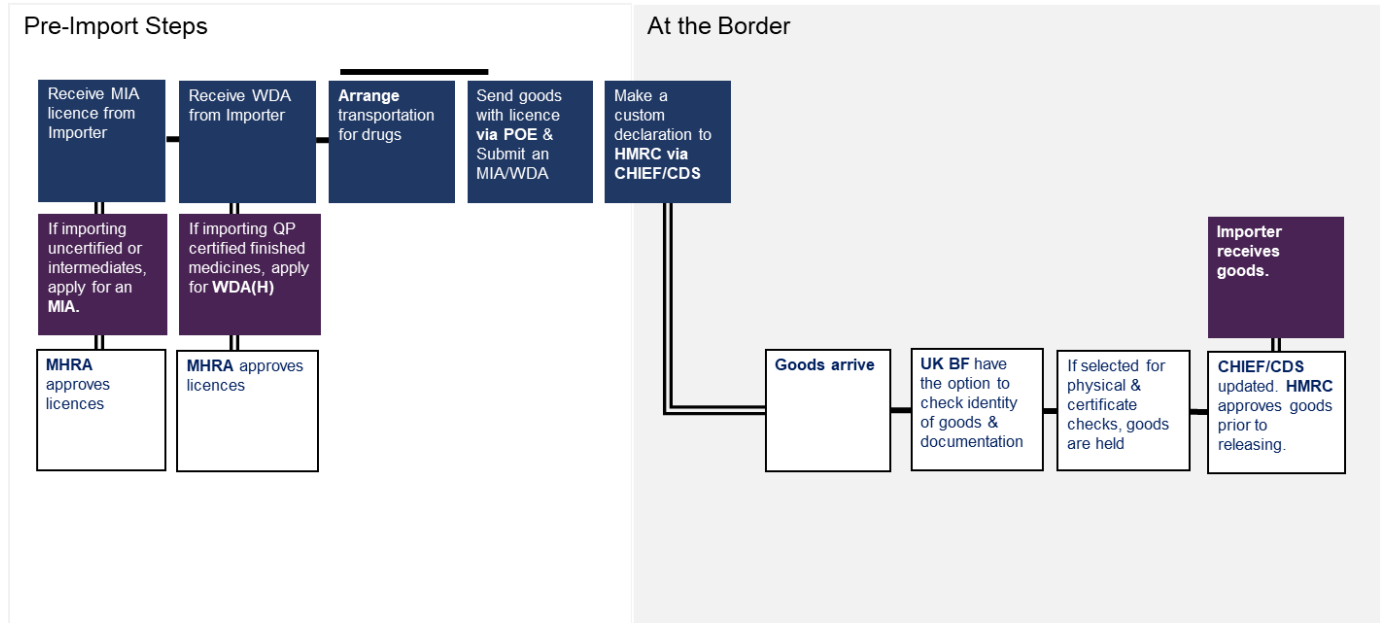 Pre-Import Steps
At the Border
Receive MIA
licence from
Importer
Receive WDA
from Importer
Arrange
transportation
for drugs
Send goods
with licence
via POE &
Submit an
MIA/WDA
Make a
custom
declaration to
HMRC via
CHIEF/CDS
If importing
uncertified or
intermediates,
apply for an
MIA.
If importing QP
certified finished
medicines, apply
for WDA(H)
Importer
receives
goods.
MHRA
approves
licences
MHRA approves
licences
Goods arrive
UK BF have
the option to
check identity
of goods &
documentation
If selected for
physical &
certificate
checks, goods
are held
CHIEF/CDS
updated. HMRC
approves goods
prior to
releasing.